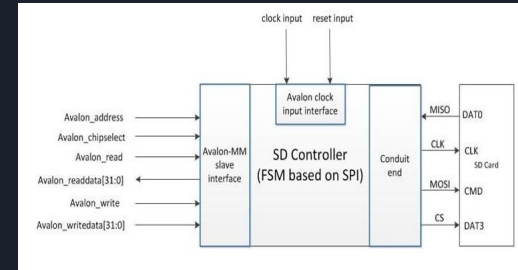 clock input reset input
Avalon clock
input interface
Avalon_address
Avalon_chipselect
Avalon_read
Avalon_readdata[31:0]
Avalon_write
Avalon_writedata[31:0]
Avalon-MM
slave
interface
SD Controller
(FSM based on SPI)
Conduit
end
MISO
CLK
MOSI
CS
DAT0
CLK
SD Card
CMD
DAT3